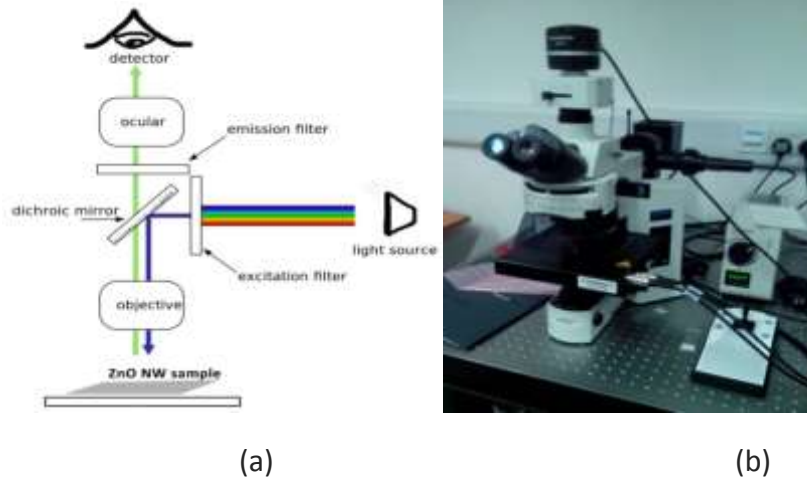 detector
ocular
emission filter
dichroic mirror
light source
excitation filter
objective
ZnO NW sample
(a)
(b)